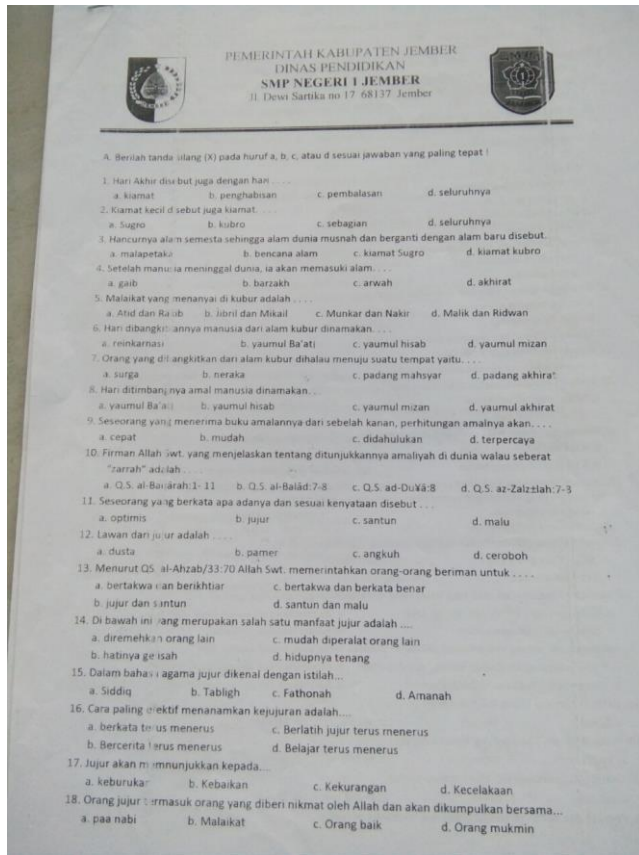 PEMERINTAH KABUPATEN JEMBER
DINAS PENDIDIKAN
SMP NEGERI 1 JEMBER
Jl. Dewi Sartika no 17 68137 Jember
A. Berilah tanda silang (X) pada huruf a, b, c, atau d sesuai jawaban yang paling tepat !
1. Hari Akhir disebut juga dengan hari . . . .
a. kiamat b. penghabisan c. pembalasan d. seluruhnya
2. Kiamat kecil disebut juga kiamat. . . .
a. Sugro b. kubro c. sebagian d. seluruhnya
3. Hancurnya alam semesta sehingga alam dunia musnah dan berganti dengan alam baru disebut.
a. malapetaka b. bencana alam c. kiamat Sugro d. kiamat kubro
4. Setelah manusia meninggal dunia, ia akan memasuki alam. . . .
a. gaib b. barzakh c. arwah d. akhirat
5. Malaikat yang menanyai di kubur adalah . . . .
a. Atid dan Raqib b. Jibril dan Mikail c. Munkar dan Nakir d. Malik dan Ridwan
6. Hari dibangkitkannya manusia dari alam kubur dinamakan. . . .
a. reinkarnasi b. yaumul Ba'ats c. yaumul hisab d. yaumul mizan
7. Orang yang dibangkitkan dari alam kubur dihalau menuju suatu tempat yaitu. . . .
a. surga b. neraka c. padang mahsyar d. padang akhirat
8. Hari ditimbangnya amal manusia dinamakan. .
a. yaumul Ba'ats b. yaumul hisab c. yaumul mizan d. yaumul akhirat
9. Seseorang yang menerima buku amalannya dari sebelah kanan, perhitungan amalnya akan. . . .
a. cepat b. mudah c. didahulukan d. terpercaya
10. Firman Allah Swt. yang menjelaskan tentang ditunjukkannya amaliyah di dunia walau seberat
"zarrah" adalah . . . .
a. Q.S. al-Baqarah:1- 11 b. Q.S. al-Balád:7-8 c. Q.S. ad-Du¥á:8 d. Q.S. az-Zalz±lah:7-8
11. Seseorang yang berkata apa adanya dan sesuai kenyataan disebut . . .
a. optimis b. jujur c. santun d. malu
12. Lawan dari jujur adalah . . . .
a. dusta b. pamer c. angkuh d. ceroboh
13. Menurut QS. al-Ahzab/33:70 Allah Swt. memerintahkan orang-orang beriman untuk . . . .
a. bertakwa dan berikhtiar c. bertakwa dan berkata benar
b. jujur dan santun d. santun dan malu
14. Di bawah ini yang merupakan salah satu manfaat jujur adalah ....
a. diremehkan orang lain c. mudah diperalat orang lain
b. hatinya gelisah d. hidupnya tenang
15. Dalam bahasa agama jujur dikenal dengan istilah...
a. Siddiq b. Tabligh c. Fathonah d. Amanah
16. Cara paling efektif menanamkan kejujuran adalah....
a. berkata terus menerus c. Berlatih jujur terus menerus
b. Bercerita terus menerus d. Belajar terus menerus
17. Jujur akan memnunjukkan kepada....
a. keburukan b. Kebaikan c. Kekurangan d. Kecelakaan
18. Orang jujur termasuk orang yang diberi nikmat oleh Allah dan akan dikumpulkan bersama...
a. paa nabi b. Malaikat c. Orang baik d. Orang mukmin